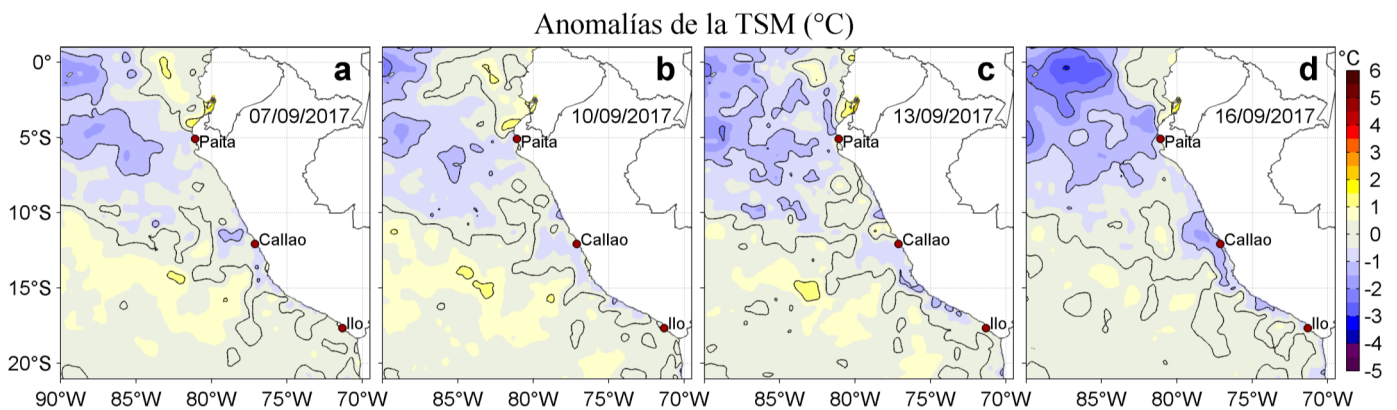 Anomalías de la TSM (°C)
a
b
c
d
07/09/2017
10/09/2017
13/09/2017
16/09/2017
Paita
Callao
Ilo
Paita
Callao
Ilo
Paita
Callao
Ilo
Paita
Callao
Ilo
0°
5°S
10°S
15°S
20°S
90°W 85°W 80°W 75°W 70°W
85°W 80°W 75°W 70°W
85°W 80°W 75°W 70°W
85°W 80°W 75°W 70°W
°C
6
5
4
3
2
1
0
-1
-2
-3
-4
-5